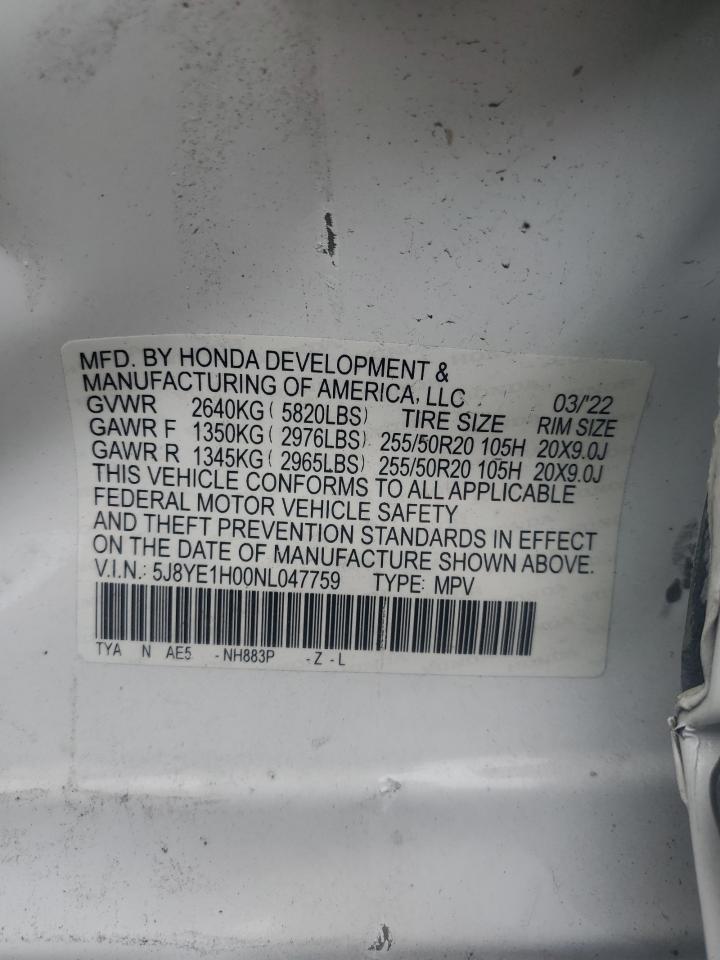 MFD. BY HONDA DEVELOPMENT &
MANUFACTURING OF AMERICA, LLC 03/'22
GVWR 2640KG ( 5820LBS) TIRE SIZE RIM SIZE
GAWR F 1350KG ( 2976LBS) 255/50R20 105H 20X9.0J
GAWR R 1345KG ( 2965LBS) 255/50R20 105H 20X9.0J
THIS VEHICLE CONFORMS TO ALL APPLICABLE
FEDERAL MOTOR VEHICLE SAFETY
AND THEFT PREVENTION STANDARDS IN EFFECT
ON THE DATE OF MANUFACTURE SHOWN ABOVE.
V.I.N.: 5J8YE1H00NL047759 TYPE: MPV
TYA N AE5 - NH883P - Z - L